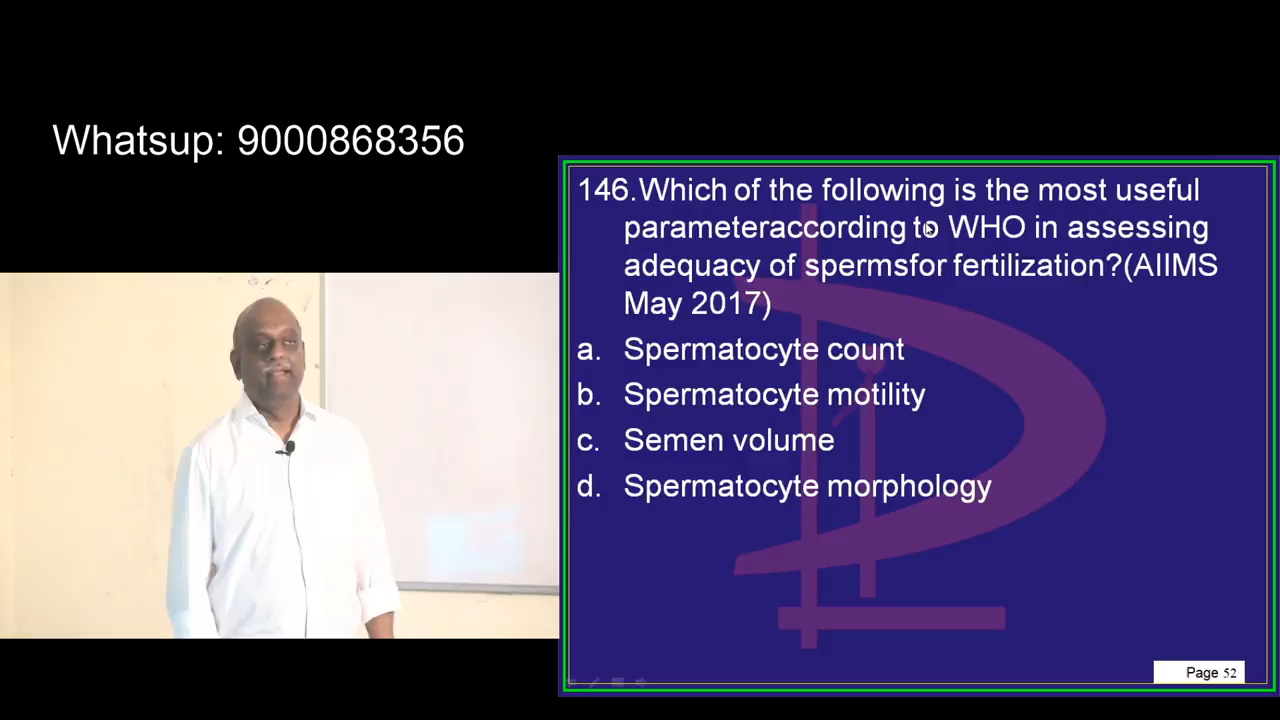 Whatsup: 9000868356
146.Which of the following is the most useful
parameteraccording to WHO in assessing
adequacy of spermsfor fertilization?(AIIMS
May 2017)
a. Spermatocyte count
b. Spermatocyte motility
c. Semen volume
d. Spermatocyte morphology
Page 52